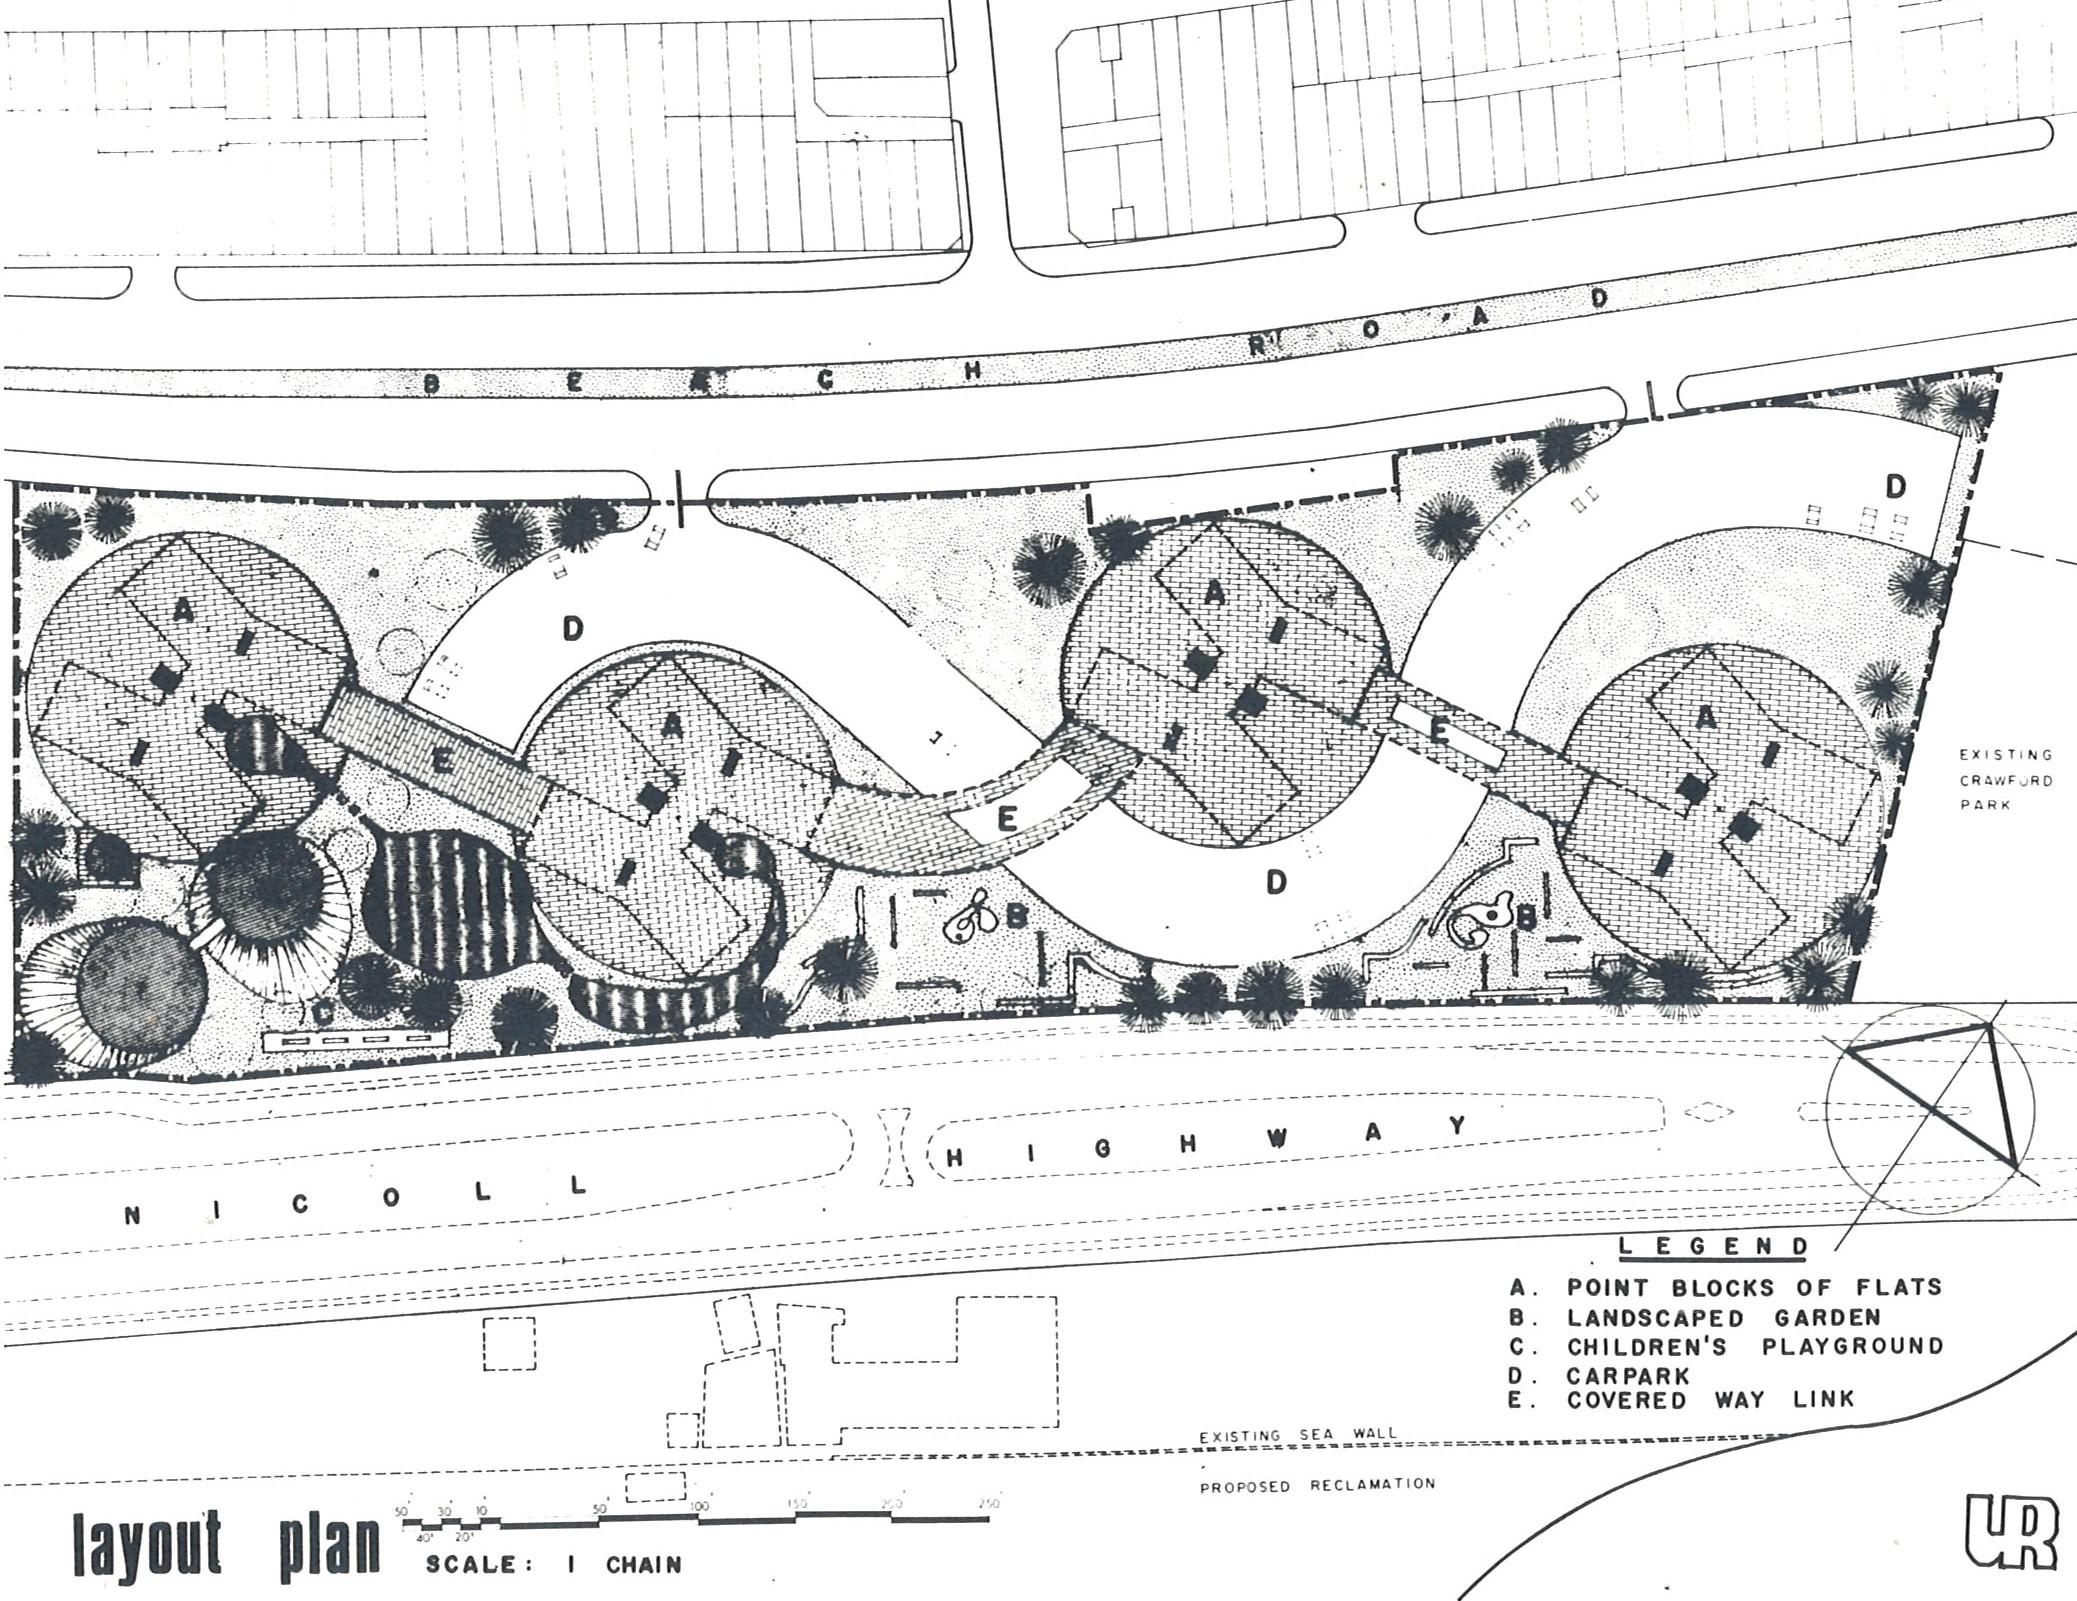 BEACH ROAD
D
A
A
D
A
A
E
E
E
EXISTING
CRAWFORD
PARK
D
B
B
C
NICOLL HIGHWAY
LEGEND
A. POINT BLOCKS OF FLATS
B. LANDSCAPED GARDEN
C. CHILDREN'S PLAYGROUND
D. CARPARK
E. COVERED WAY LINK
EXISTING SEA WALL
PROPOSED RECLAMATION
50 30 10 50 100 150 200 250
40' 20'
layout plan
SCALE: 1 CHAIN
UR